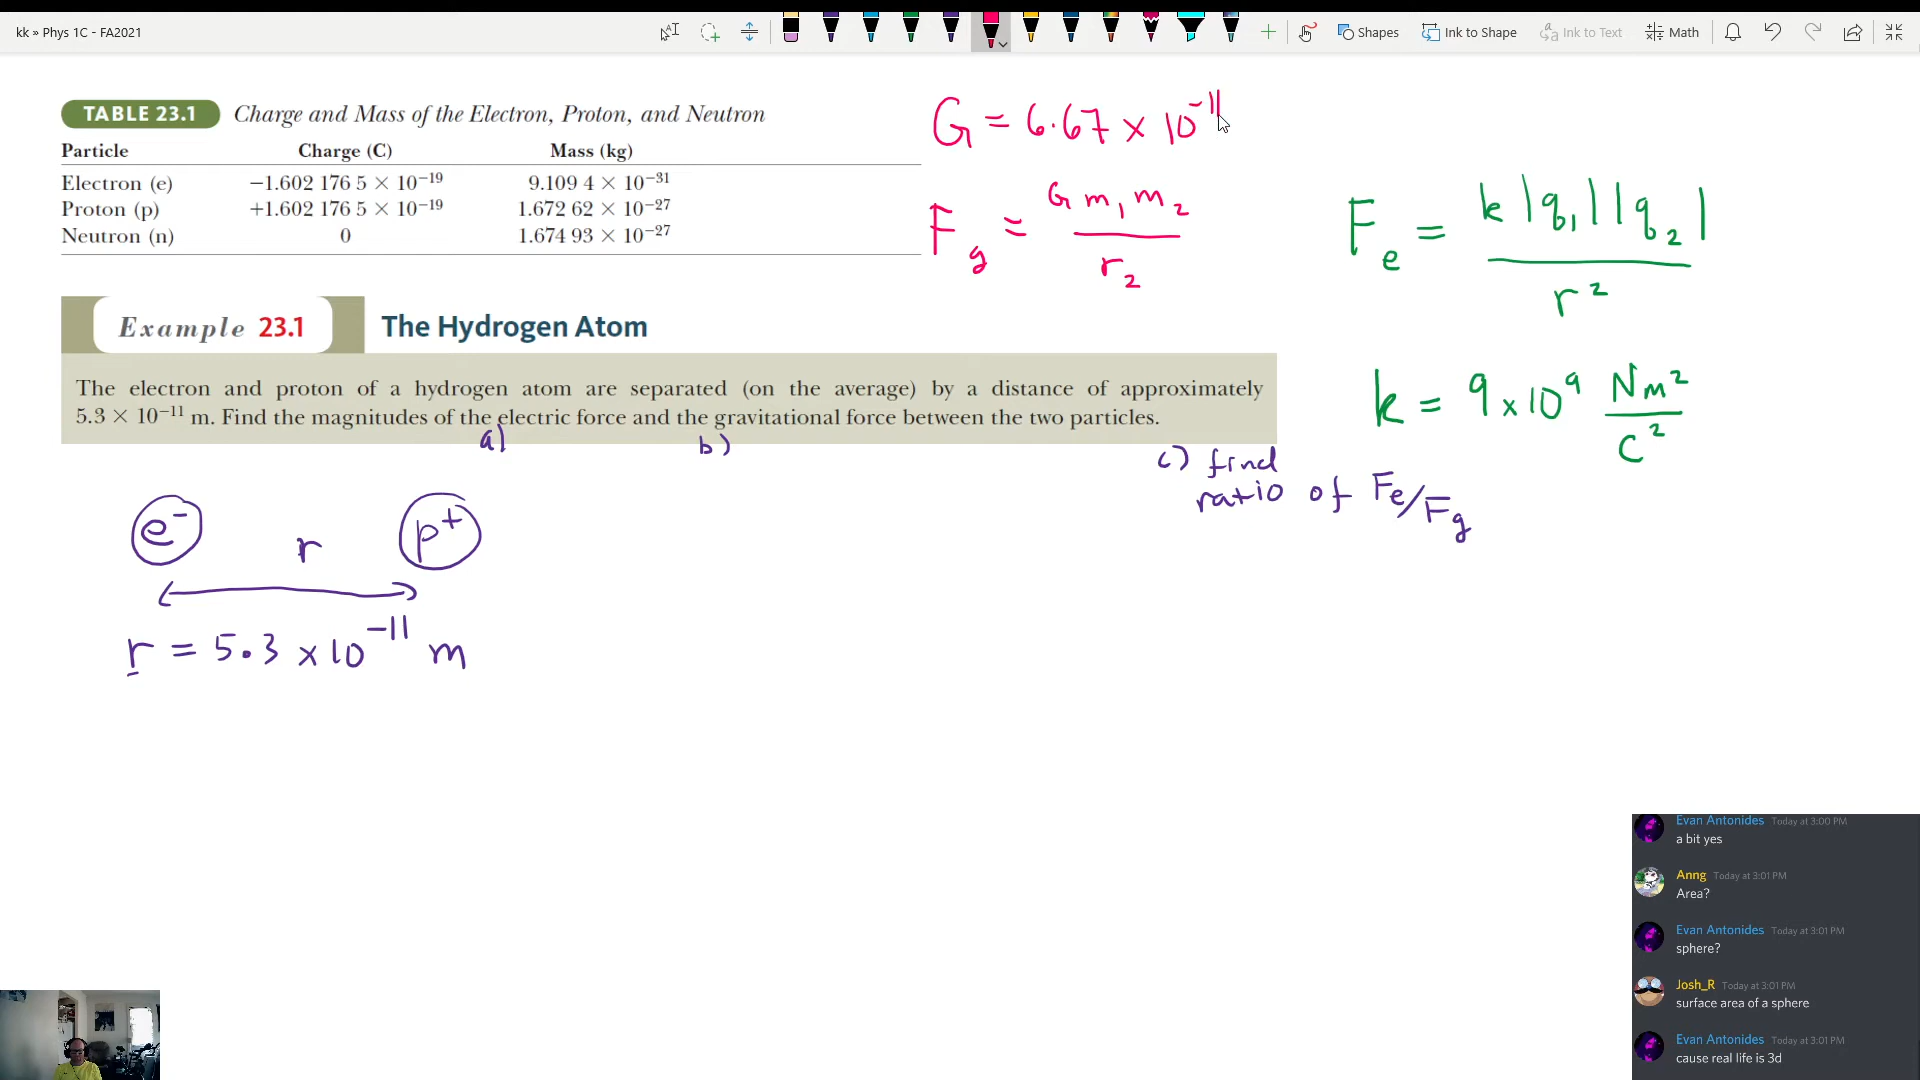 kk » Phys 1C - FA2021
Shapes
Ink to Shape
Ink to Text
Math
TABLE 23.1 Charge and Mass of the Electron, Proton, and Neutron
Particle Charge (C) Mass (kg)
Electron (e) −1.602 176 5 × 10⁻¹⁹ 9.109 4 × 10⁻³¹
Proton (p) +1.602 176 5 × 10⁻¹⁹ 1.672 62 × 10⁻²⁷
Neutron (n) 0 1.674 93 × 10⁻²⁷
G = 6.67 × 10⁻¹¹
F_g = G m₁ m₂ / r₂
F_e = k |q₁| |q₂| / r²
k = 9 × 10⁹ Nm² / C²
Example 23.1 The Hydrogen Atom
The electron and proton of a hydrogen atom are separated (on the average) by a distance of approximately
5.3 × 10⁻¹¹ m. Find the magnitudes of the electric force and the gravitational force between the two particles.
a) b)
c) find
ratio of Fe/Fg
e⁻ r p⁺
r = 5.3 × 10⁻¹¹ m
Evan Antonides Today at 3:00 PM
a bit yes
Anng Today at 3:01 PM
Area?
Evan Antonides Today at 3:01 PM
sphere?
Josh_R Today at 3:01 PM
surface area of a sphere
Evan Antonides Today at 3:01 PM
cause real life is 3d